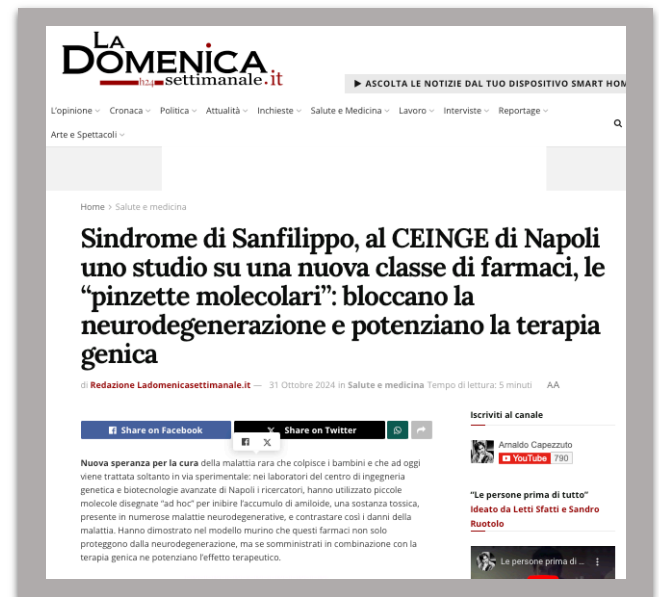 LA
DOMENICA
h24 settimanale.it
▶ ASCOLTA LE NOTIZIE DAL TUO DISPOSITIVO SMART HOM
L'opinione Cronaca Politica Attualità Inchieste Salute e Medicina Lavoro Interviste Reportage
Arte e Spettacoli
Home > Salute e medicina
Sindrome di Sanfilippo, al CEINGE di Napoli
uno studio su una nuova classe di farmaci, le
“pinzette molecolari”: bloccano la
neurodegenerazione e potenziano la terapia
genica
di Redazione Ladomenicasettimanale.it — 31 Ottobre 2024 in Salute e medicina Tempo di lettura: 5 minuti AA
Share on Facebook Share on Twitter
Nuova speranza per la cura della malattia rara che colpisce i bambini e che ad oggi
viene trattata soltanto in via sperimentale: nei laboratori del centro di ingegneria
genetica e biotecnologie avanzate di Napoli i ricercatori, hanno utilizzato piccole
molecole disegnate “ad hoc” per inibire l’accumulo di amiloide, una sostanza tossica,
presente in numerose malattie neurodegenerative, e contrastare così i danni della
malattia. Hanno dimostrato nel modello murino che questi farmaci non solo
proteggono dalla neurodegenerazione, ma se somministrati in combinazione con la
terapia genica ne potenziano l’effetto terapeutico.
Iscriviti al canale
Arnaldo Capezzuto
YouTube 790
“Le persone prima di tutto”
Ideato da Letti Sfatti e Sandro
Ruotolo
Le persone prima di ...